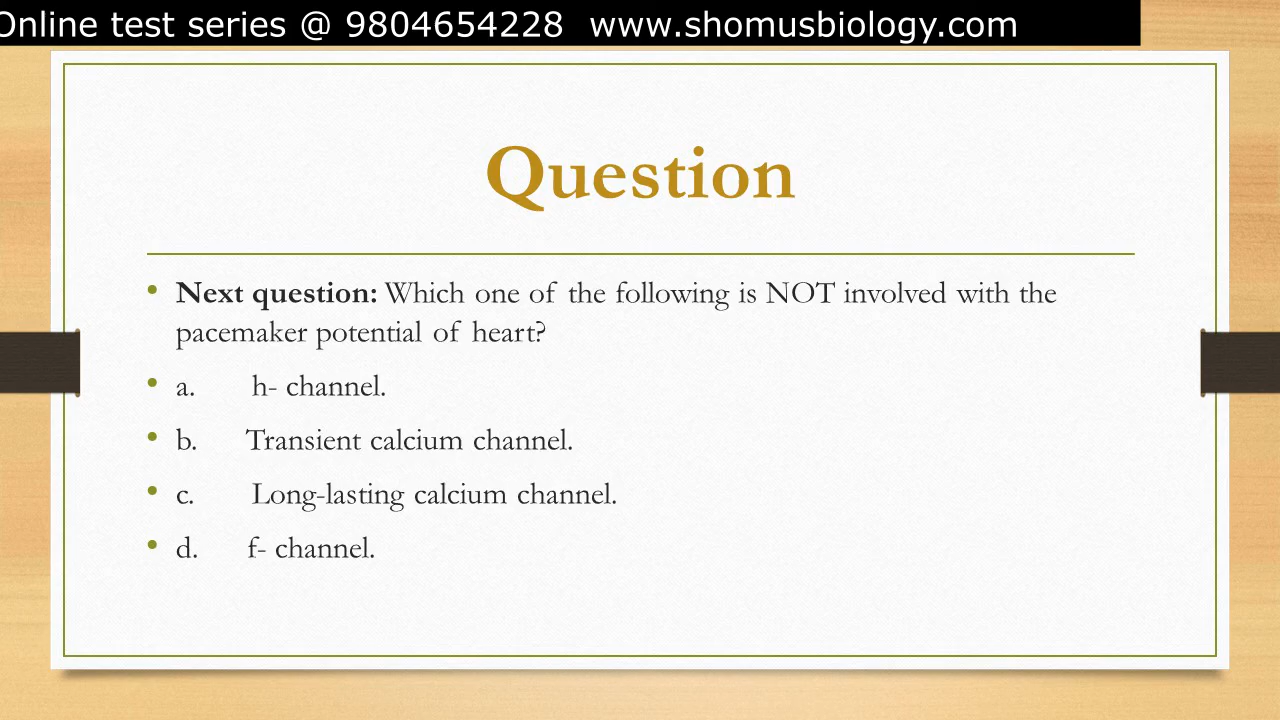 Online test series @ 9804654228 www.shomusbiology.com
Question
• Next question: Which one of the following is NOT involved with the
pacemaker potential of heart?
• a. h- channel.
• b. Transient calcium channel.
• c. Long-lasting calcium channel.
• d. f- channel.